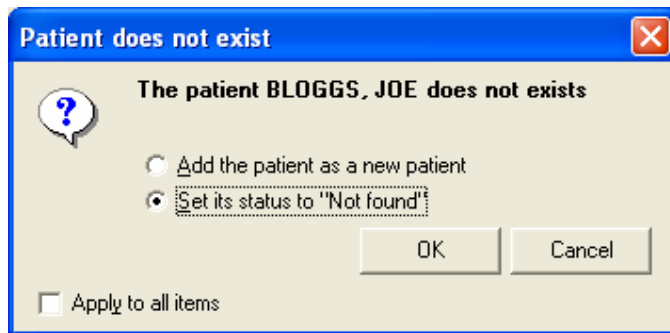 Patient does not exist
The patient BLOGGS, JOE does not exists
Add the patient as a new patient
Set its status to "Not found"
OK Cancel
Apply to all items